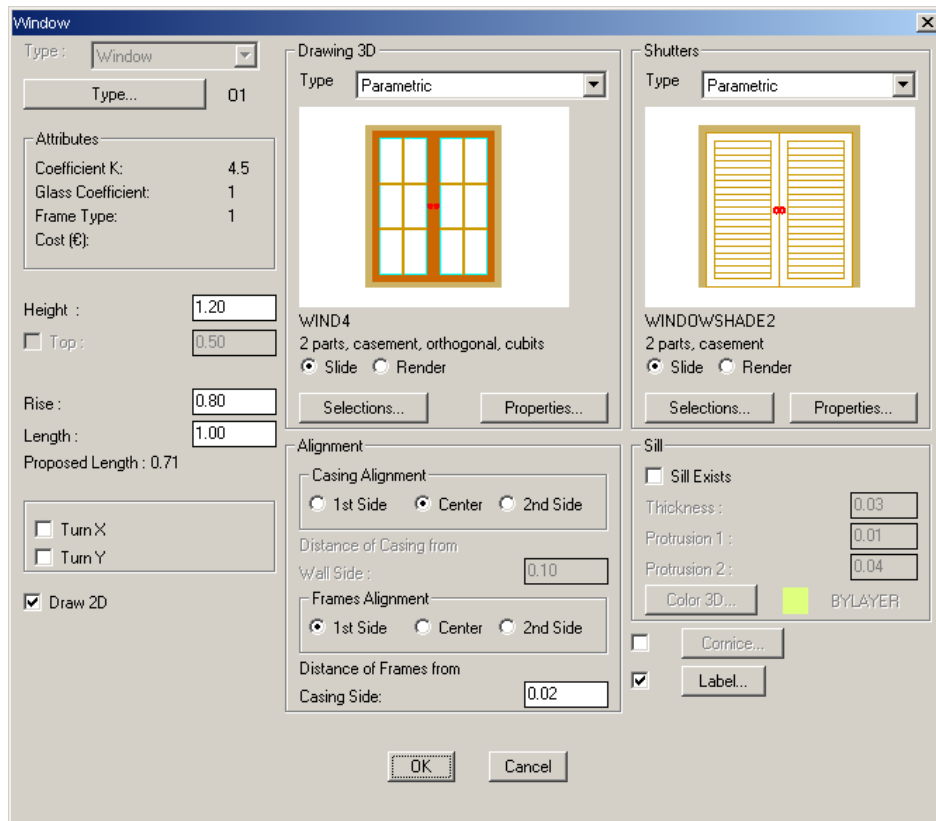 Window
Type : Window
Type... 01
Attributes
Coefficient K: 4.5
Glass Coefficient: 1
Frame Type: 1
Cost (€):
Height : 1.20
Top : 0.50
Rise : 0.80
Length : 1.00
Proposed Length : 0.71
Turn X
Turn Y
Draw 2D
Drawing 3D
Type Parametric
WIND4
2 parts, casement, orthogonal, cubits
Slide Render
Selections... Properties...
Alignment
Casing Alignment
1st Side Center 2nd Side
Distance of Casing from
Wall Side : 0.10
Frames Alignment
1st Side Center 2nd Side
Distance of Frames from
Casing Side: 0.02
Shutters
Type Parametric
WINDOWSHADE2
2 parts, casement
Slide Render
Selections... Properties...
Sill
Sill Exists
Thickness : 0.03
Protrusion 1 : 0.01
Protrusion 2 : 0.04
Color 3D... BYLAYER
Cornice...
Label...
OK Cancel